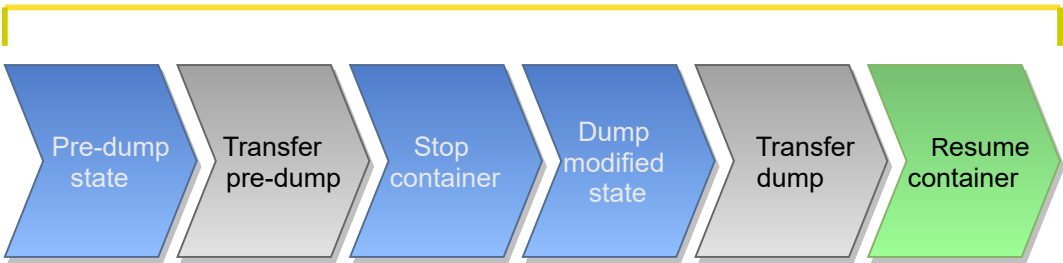 Pre-dump
state
Transfer
pre-dump
Stop
container
Dump
modified
state
Transfer
dump
Resume
container